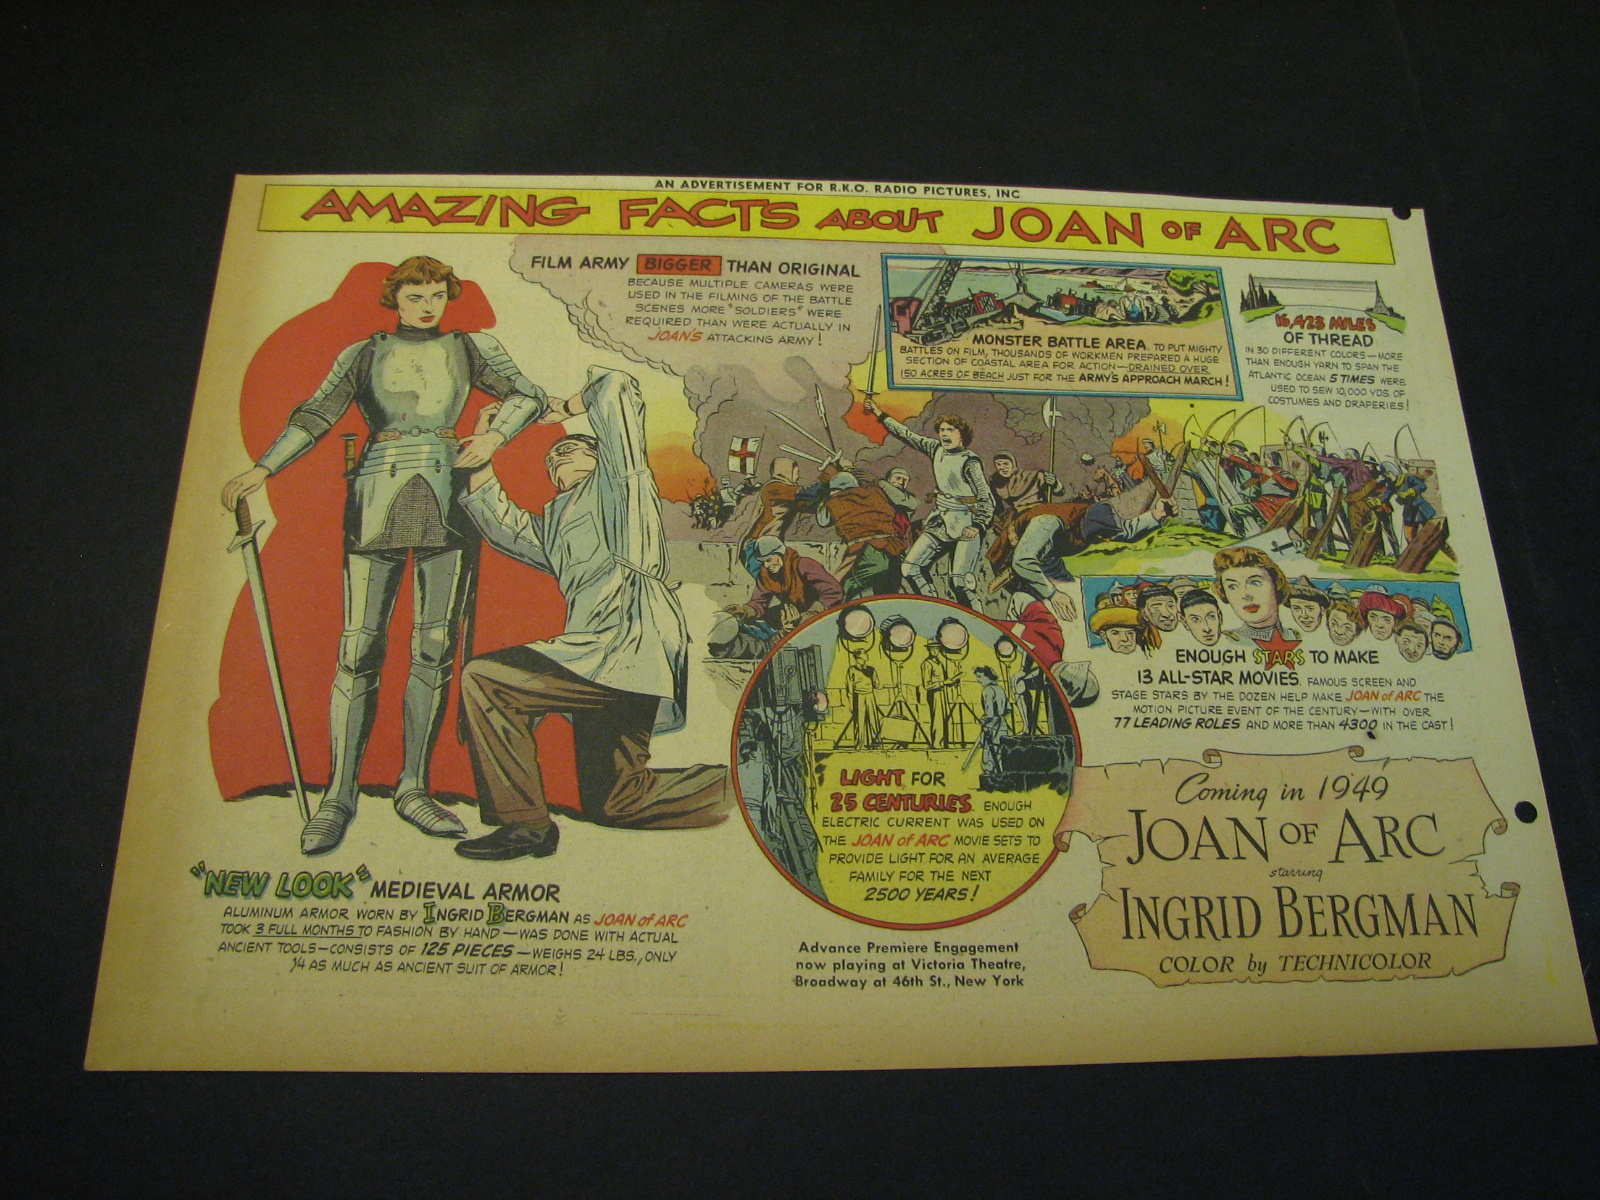 AN ADVERTISEMENT FOR R.K.O. RADIO PICTURES, INC
AMAZING FACTS ABOUT JOAN OF ARC
FILM ARMY BIGGER THAN ORIGINAL
BECAUSE MULTIPLE CAMERAS WERE
USED IN THE FILMING OF THE BATTLE
SCENES MORE "SOLDIERS" WERE
REQUIRED THAN WERE ACTUALLY IN
JOAN'S ATTACKING ARMY!
MONSTER BATTLE AREA. TO PUT MIGHTY
BATTLES ON FILM, THOUSANDS OF WORKMEN PREPARED A HUGE
SECTION OF COASTAL AREA FOR ACTION—DRAINED OVER
150 ACRES OF BEACH JUST FOR THE ARMY'S APPROACH MARCH!
16,423 MILES
OF THREAD
IN 30 DIFFERENT COLORS—MORE
THAN ENOUGH YARN TO SPAN THE
ATLANTIC OCEAN 5 TIMES WERE
USED TO SEW 10,000 YDS. OF
COSTUMES AND DRAPERIES!
ENOUGH STARS TO MAKE
13 ALL-STAR MOVIES. FAMOUS SCREEN AND
STAGE STARS BY THE DOZEN HELP MAKE JOAN of ARC THE
MOTION PICTURE EVENT OF THE CENTURY—WITH OVER
77 LEADING ROLES AND MORE THAN 4300 IN THE CAST!
LIGHT FOR
25 CENTURIES. ENOUGH
ELECTRIC CURRENT WAS USED ON
THE JOAN of ARC MOVIE SETS TO
PROVIDE LIGHT FOR AN AVERAGE
FAMILY FOR THE NEXT
2500 YEARS!
"NEW LOOK" MEDIEVAL ARMOR
ALUMINUM ARMOR WORN BY INGRID BERGMAN AS JOAN of ARC
TOOK 3 FULL MONTHS TO FASHION BY HAND—WAS DONE WITH ACTUAL
ANCIENT TOOLS—CONSISTS OF 125 PIECES—WEIGHS 24 LBS., ONLY
1/4 AS MUCH AS ANCIENT SUIT OF ARMOR!
Advance Premiere Engagement
now playing at Victoria Theatre,
Broadway at 46th St., New York
Coming in 1949
JOAN OF ARC
starring
INGRID BERGMAN
COLOR by TECHNICOLOR